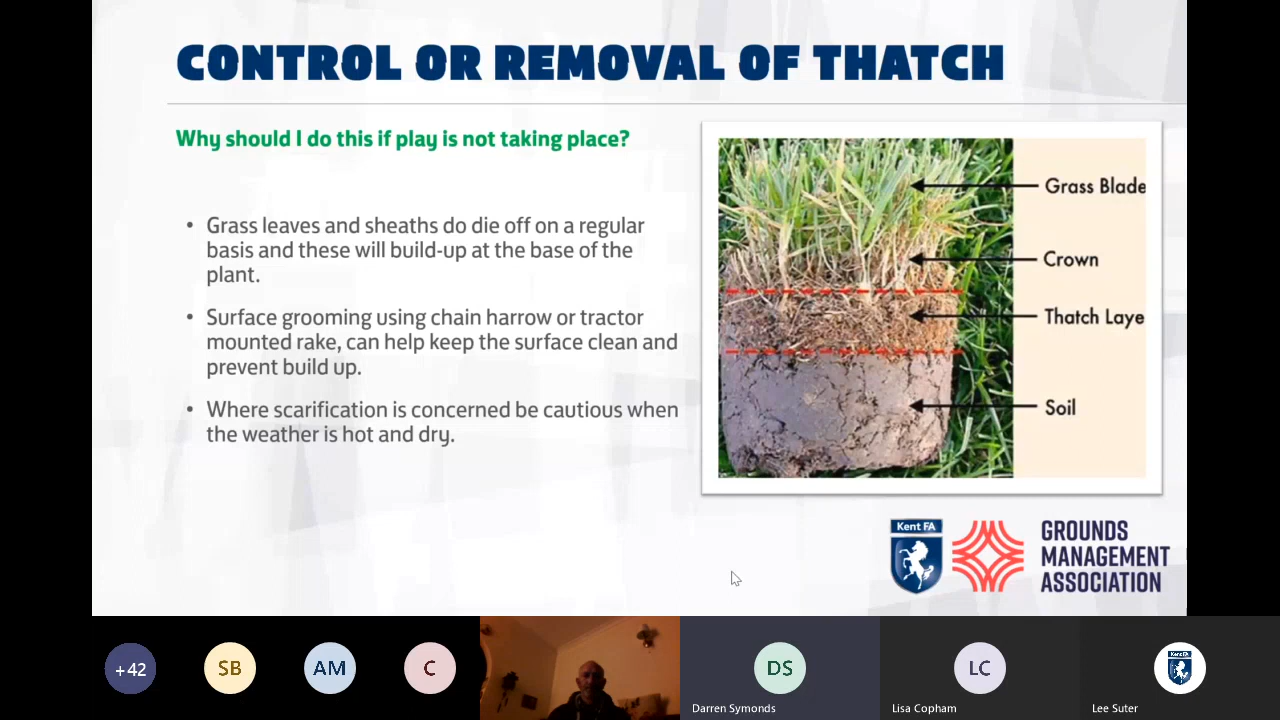 CONTROL OR REMOVAL OF THATCH
Why should I do this if play is not taking place?
• Grass leaves and sheaths do die off on a regular
basis and these will build-up at the base of the
plant.
• Surface grooming using chain harrow or tractor
mounted rake, can help keep the surface clean and
prevent build up.
• Where scarification is concerned be cautious when
the weather is hot and dry.
Grass Blade
Crown
Thatch Laye
Soil
Kent FA
GROUNDS
MANAGEMENT
ASSOCIATION
+42
SB
AM
C
DS
Darren Symonds
LC
Lisa Copham
Kent FA
Lee Suter